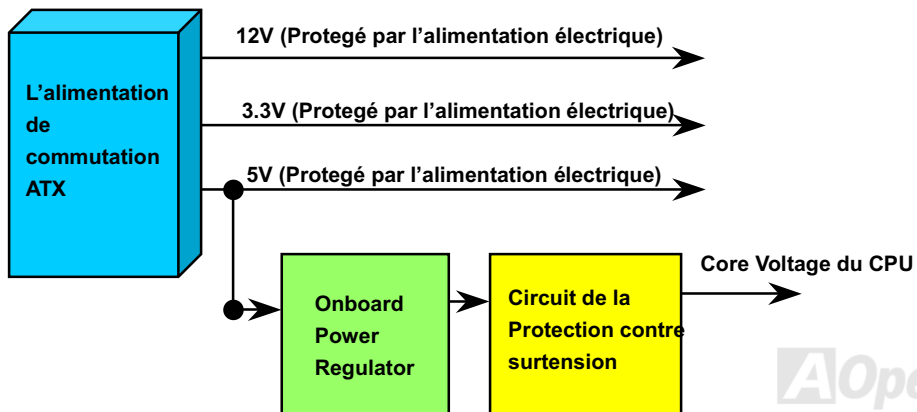 12V (Protegé par l'alimentation électrique)
L'alimentation
de
commutation
ATX
3.3V (Protegé par l'alimentation électrique)
5V (Protegé par l'alimentation électrique)
Core Voltage du CPU
Onboard
Power
Regulator
Circuit de la
Protection contre
surtension
AOpe